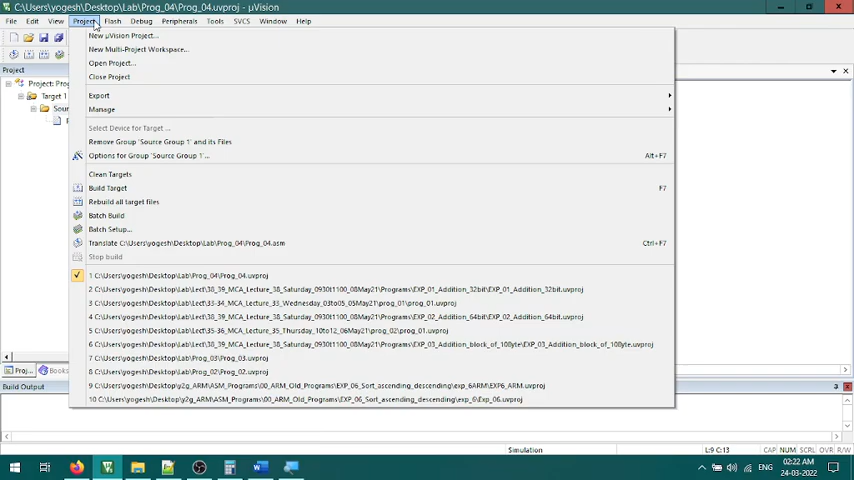 C:\Users\yogesh\Desktop\Lab\Prog_04\Prog_04.uvproj - µVision
File Edit View Project Flash Debug Peripherals Tools SVCS Window Help
New µVision Project...
New Multi-Project Workspace...
Open Project...
Close Project
Export
Manage
Select Device for Target ...
Remove Group 'Source Group 1' and its Files
Options for Group 'Source Group 1'... Alt+F7
Clean Targets
Build Target F7
Rebuild all target files
Batch Build
Batch Setup...
Translate C:\Users\yogesh\Desktop\Lab\Prog_04\Prog_04.asm Ctrl+F7
Stop build
1 C:\Users\yogesh\Desktop\Lab\Prog_04\Prog_04.uvproj
2 C:\Users\yogesh\Desktop\Lab\Lect\38_39_MCA_Lecture_38_Saturday_0930t1100_08May21\Programs\EXP_01_Addition_32bit\EXP_01_Addition_32bit.uvproj
3 C:\Users\yogesh\Desktop\Lab\Lect\33-34_MCA_Lecture_33_Wednesday_03to05_05May21\prog_01\prog_01.uvproj
4 C:\Users\yogesh\Desktop\Lab\Lect\38_39_MCA_Lecture_38_Saturday_0930t1100_08May21\Programs\EXP_02_Addition_64bit\EXP_02_Addition_64bit.uvproj
5 C:\Users\yogesh\Desktop\Lab\Lect\35-36_MCA_Lecture_35_Thursday_10to12_06May21\prog_02\prog_01.uvproj
6 C:\Users\yogesh\Desktop\Lab\Lect\38_39_MCA_Lecture_38_Saturday_0930t1100_08May21\Programs\EXP_03_Addition_block_of_10Byte\EXP_03_Addition_block_of_10Byte.uvproj
7 C:\Users\yogesh\Desktop\Lab\Prog_03\Prog_03.uvproj
8 C:\Users\yogesh\Desktop\Lab\Prog_02\Prog_02.uvproj
9 C:\Users\yogesh\Desktop\y2g_ARM\ASM_Programs\00_ARM_Old_Programs\EXP_06_Sort_ascending_descending\exp_6ARM\EXP6_ARM.uvproj
10 C:\Users\yogesh\Desktop\y2g_ARM\ASM_Programs\00_ARM_Old_Programs\EXP_06_Sort_ascending_descending\exp_6\Exp_06.uvproj
Project
Project: Prog
Target 1
Sour
Proj... Books
Build Output
Simulation L:9 C:13 CAP NUM SCRL OVR R/W
ENG 02:22 AM
24-03-2022